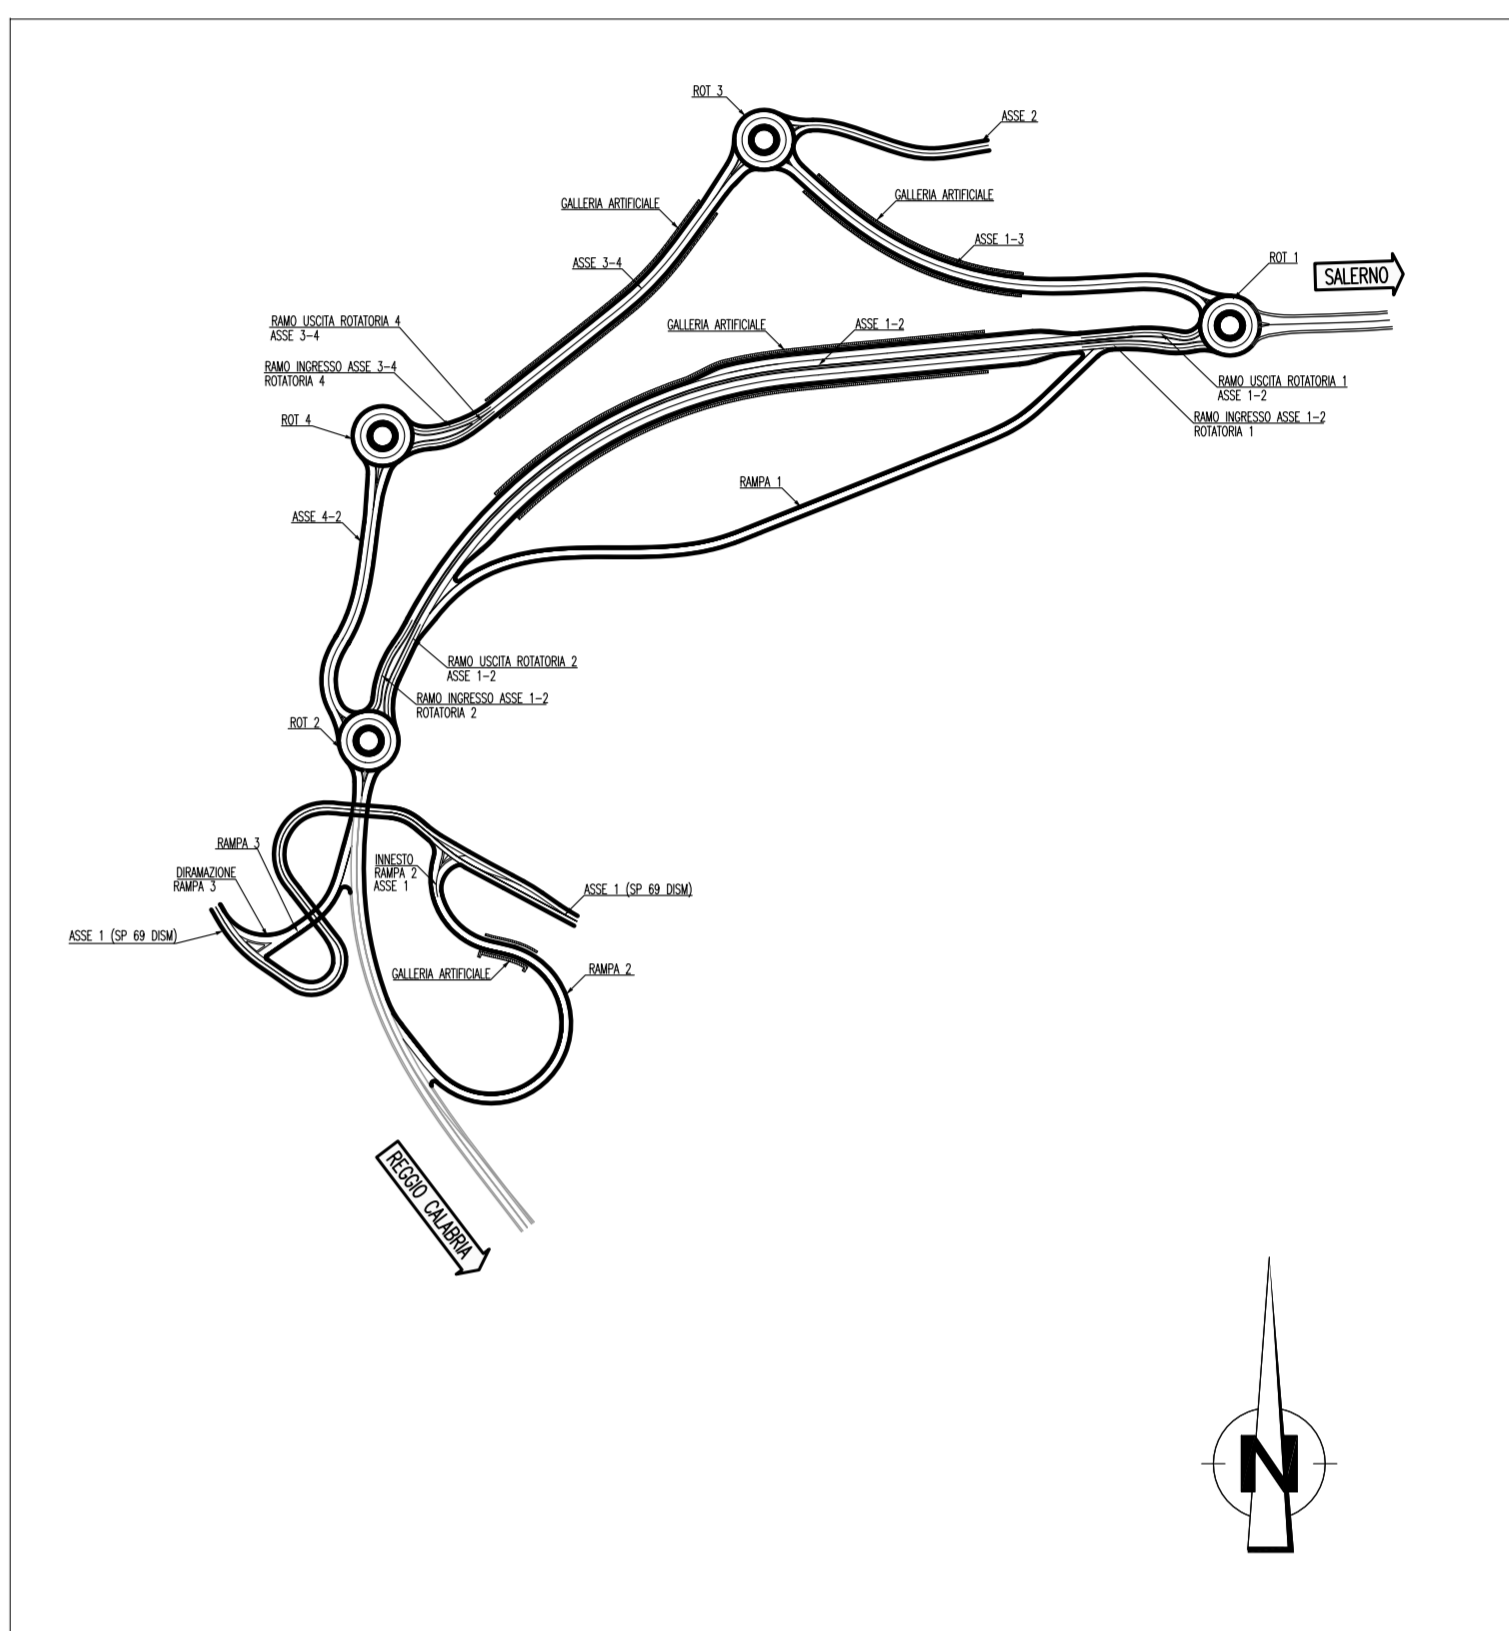 ROT 3
ASSE 2
GALLERIA ARTIFICIALE
GALLERIA ARTIFICIALE
ASSE 1-3
ASSE 3-4
ROT 1
SALERNO
RAMO USCITA ROTATORIA 4
ASSE 3-4
GALLERIA ARTIFICIALE
ASSE 1-2
RAMO INGRESSO ASSE 3-4
ROTATORIA 4
RAMO USCITA ROTATORIA 1
ASSE 1-2
ROT 4
RAMO INGRESSO ASSE 1-2
ROTATORIA 1
RAMPA 1
ASSE 4-2
RAMO USCITA ROTATORIA 2
ASSE 1-2
RAMO INGRESSO ASSE 1-2
ROTATORIA 2
ROT 2
RAMPA 3
INNESTO
RAMPA 2
ASSE 1
DIRAMAZIONE
RAMPA 3
ASSE 1 (SP 69 DISM)
ASSE 1 (SP 69 DISM)
GALLERIA ARTIFICIALE
RAMPA 2
REGGIO CALABRIA
N